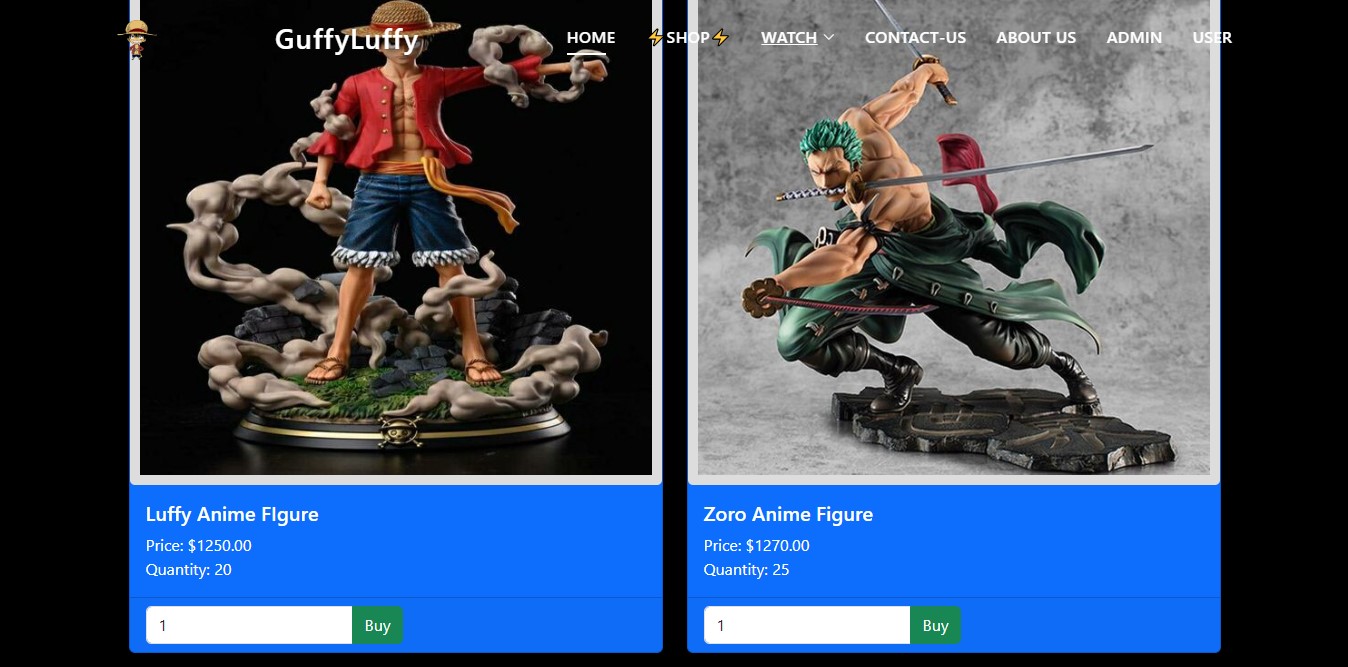 GuffyLuffy
HOME ⚡SHOP⚡ WATCH CONTACT-US ABOUT US ADMIN USER
Luffy Anime FIgure
Price: $1250.00
Quantity: 20
1 Buy
Zoro Anime Figure
Price: $1270.00
Quantity: 25
1 Buy